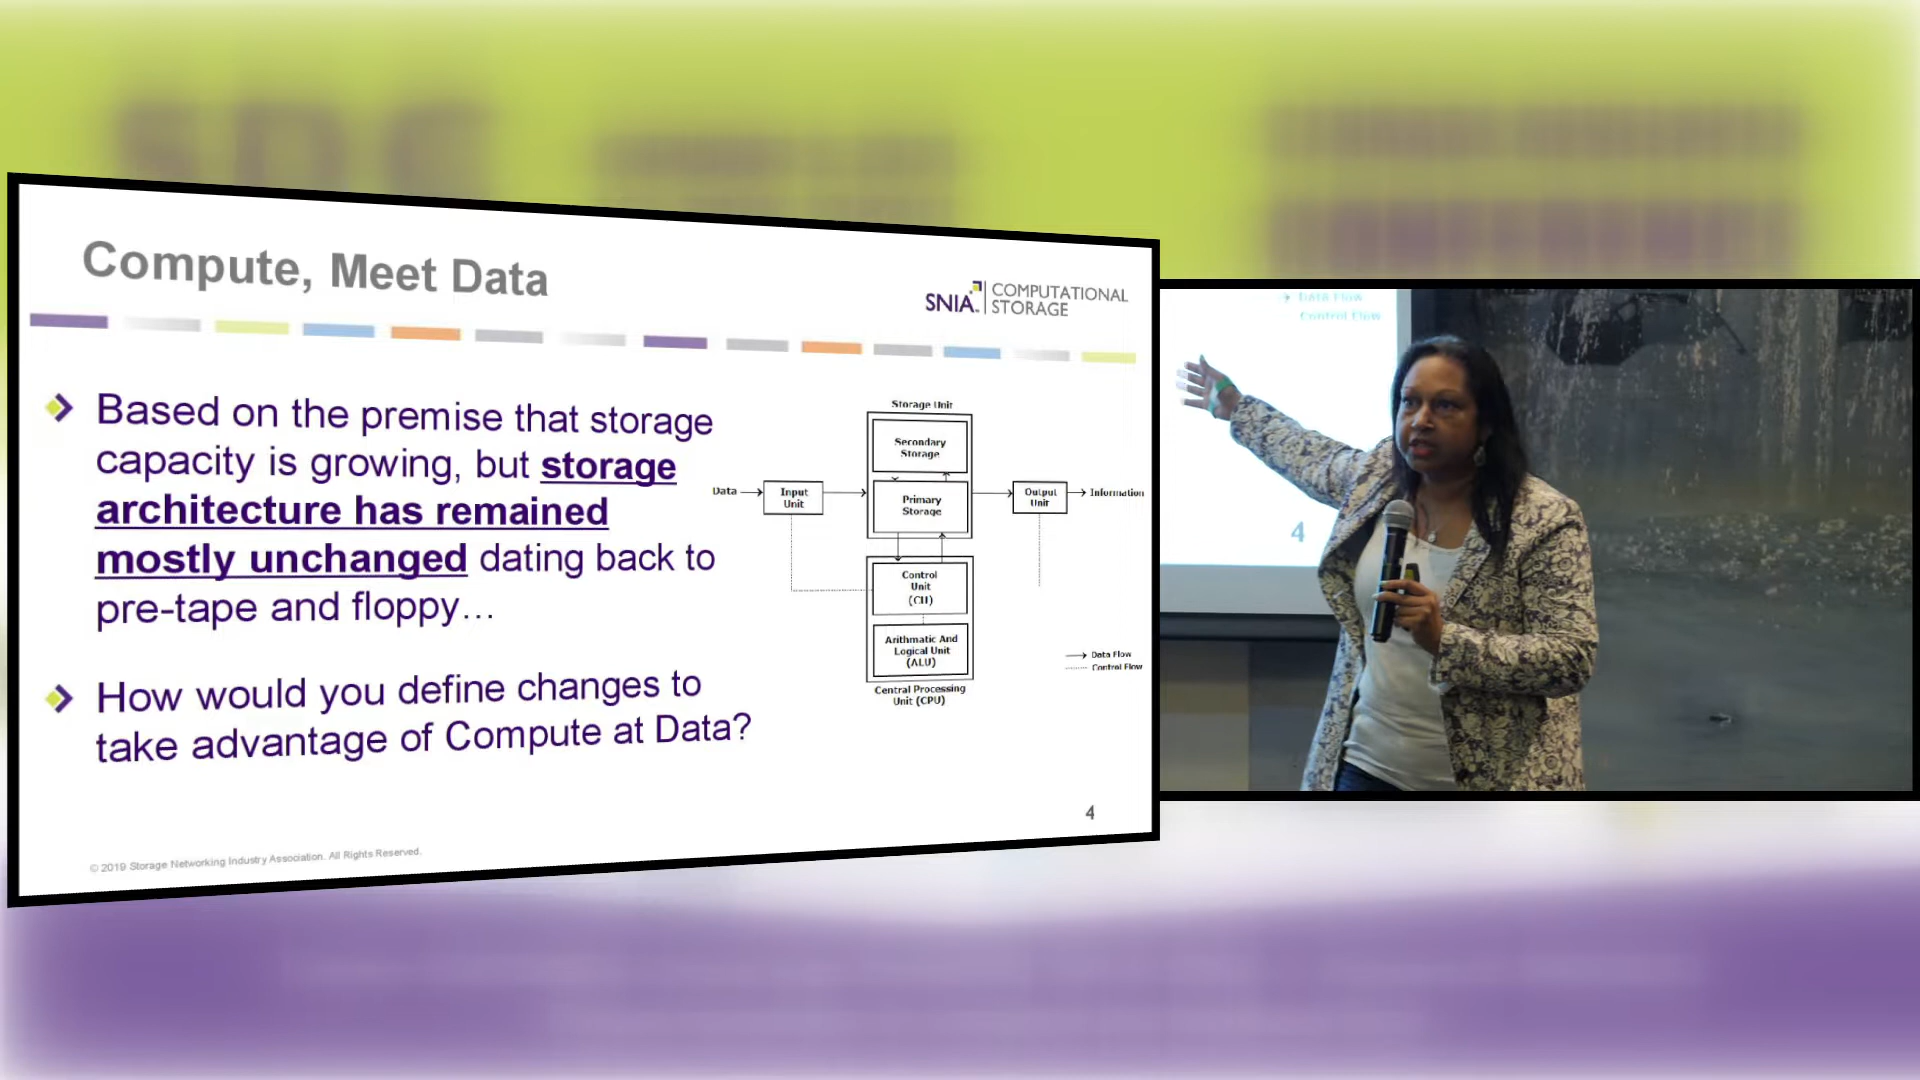 SDC
Compute, Meet Data
SNIA. COMPUTATIONAL
STORAGE
Based on the premise that storage
capacity is growing, but storage
architecture has remained
mostly unchanged dating back to
pre-tape and floppy…
How would you define changes to
take advantage of Compute at Data?
Storage Unit
Secondary
Storage
Data
Input
Unit
Primary
Storage
Output
Unit
Information
Control
Unit
(CU)
Arithmatic And
Logical Unit
(ALU)
Central Processing
Unit (CPU)
Data Flow
Control Flow
4
© 2019 Storage Networking Industry Association. All Rights Reserved.
Data Flow
Control Flow
4